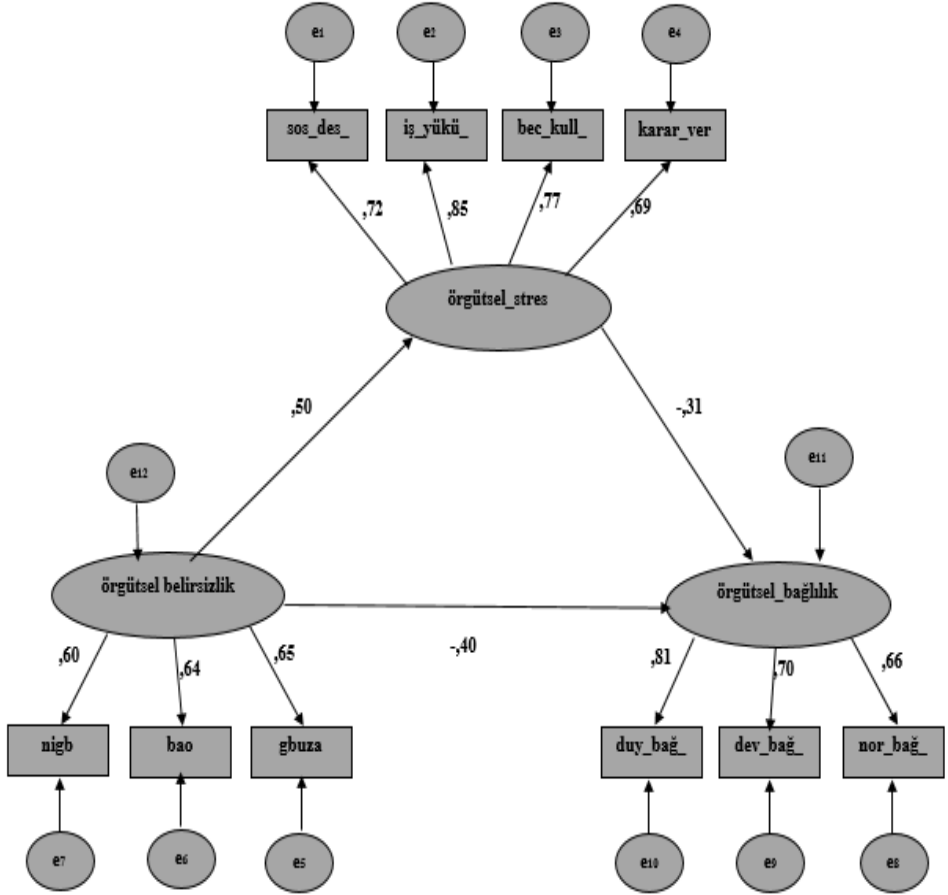 e1
e2
e3
e4
sos_des_
iş_yükü_
bec_kull_
karar_ver
,72
,85
,77
,69
örgütsel_stres
,50
-,31
e12
e11
örgütsel belirsizlik
örgütsel_bağlılık
-,40
,60
,64
,65
,81
,70
,66
nigb
bao
gbuza
duy_bağ_
dev_bağ_
nor_bağ_
e7
e6
e5
e10
e9
e8